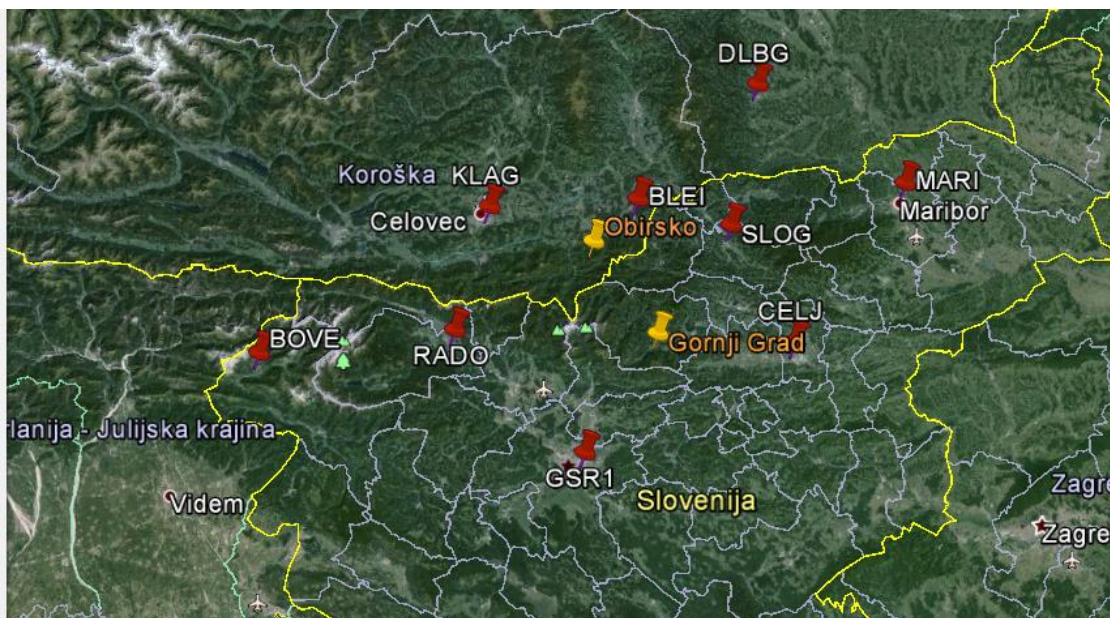 DLBG
Koroška
KLAG
MARI
BLEI
Celovec
Maribor
Obirsko
SLOG
CELJ
BOVE
RADO
Gornji Grad
rlanija - Julijska krajina
GSR1
Zagre
Videm
Slovenija
Zagre